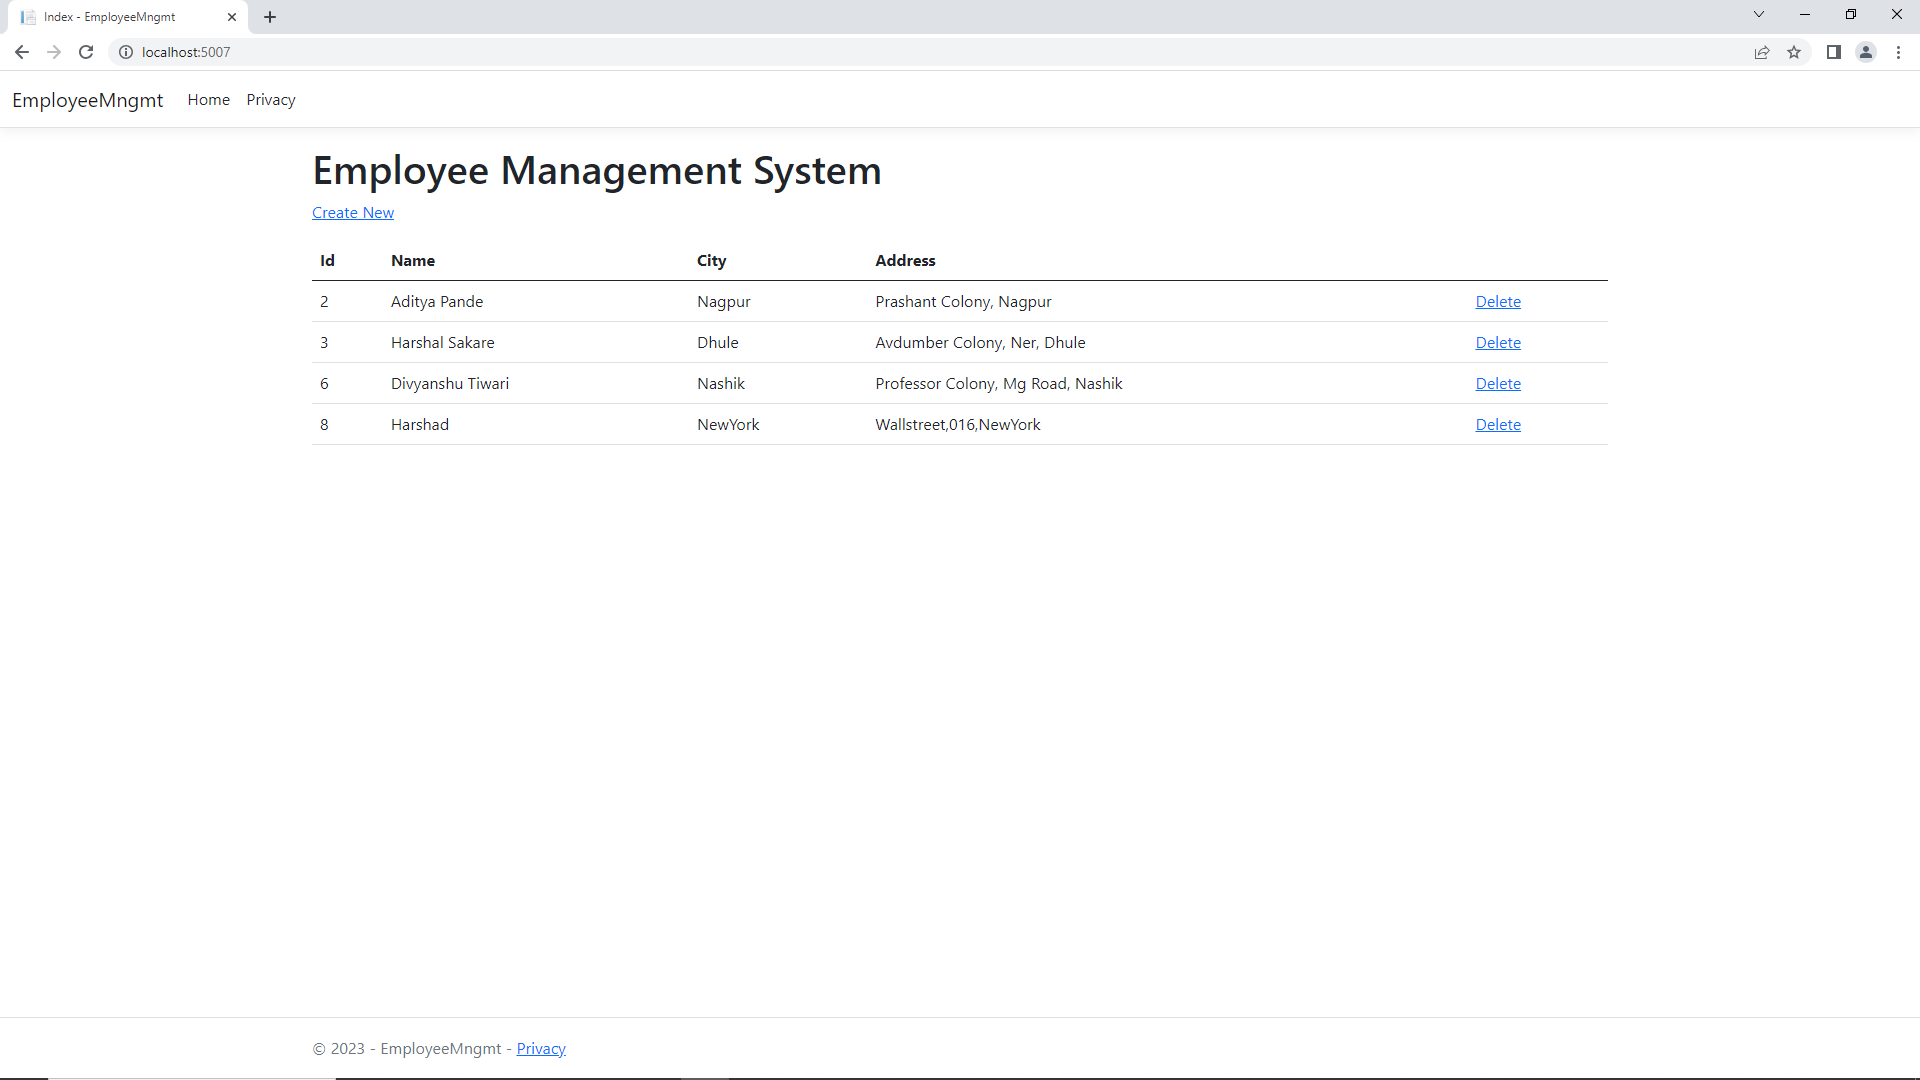 Index - EmployeeMngmt
localhost:5007
EmployeeMngmt Home Privacy
Employee Management System
Create New
Id Name City Address
2 Aditya Pande Nagpur Prashant Colony, Nagpur Delete
3 Harshal Sakare Dhule Avdumber Colony, Ner, Dhule Delete
6 Divyanshu Tiwari Nashik Professor Colony, Mg Road, Nashik Delete
8 Harshad NewYork Wallstreet,016,NewYork Delete
© 2023 - EmployeeMngmt - Privacy